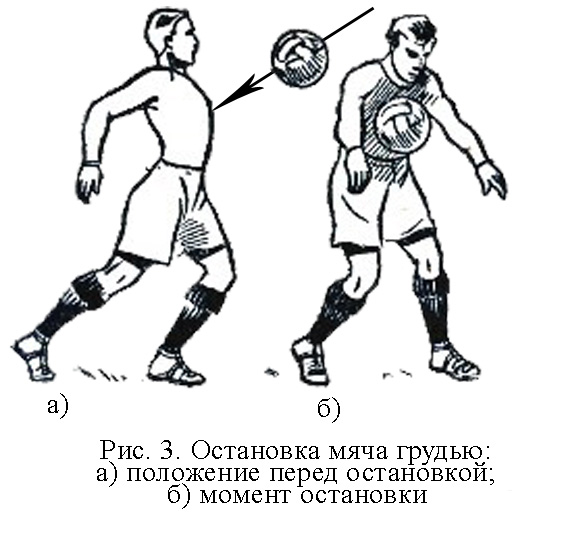 а)
б)
Рис. 3. Остановка мяча грудью:
а) положение перед остановкой;
б) момент остановки